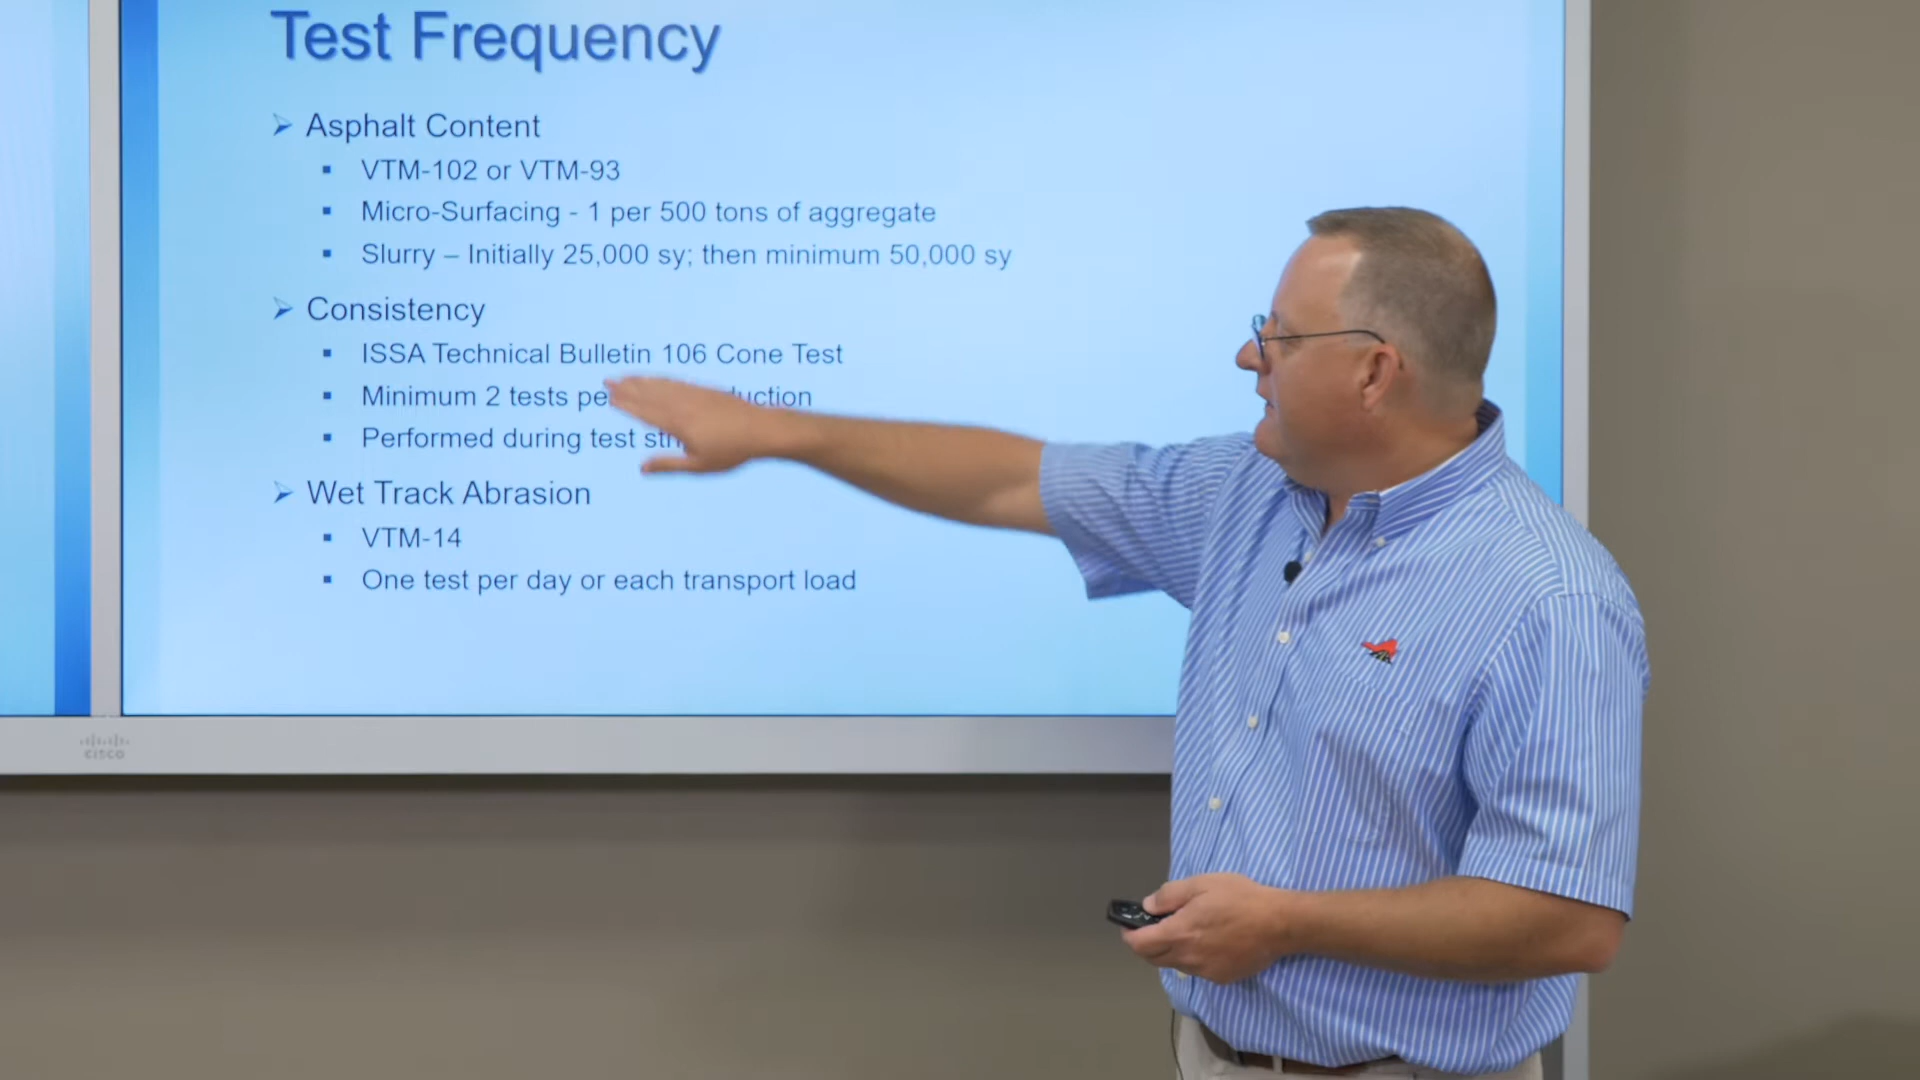 Test Frequency
➢ Asphalt Content
▪ VTM-102 or VTM-93
▪ Micro-Surfacing - 1 per 500 tons of aggregate
▪ Slurry – Initially 25,000 sy; then minimum 50,000 sy
➢ Consistency
▪ ISSA Technical Bulletin 106 Cone Test
▪ Minimum 2 tests
▪ Performed during test
➢ Wet Track Abrasion
▪ VTM-14
▪ One test per day or each transport load
cisco